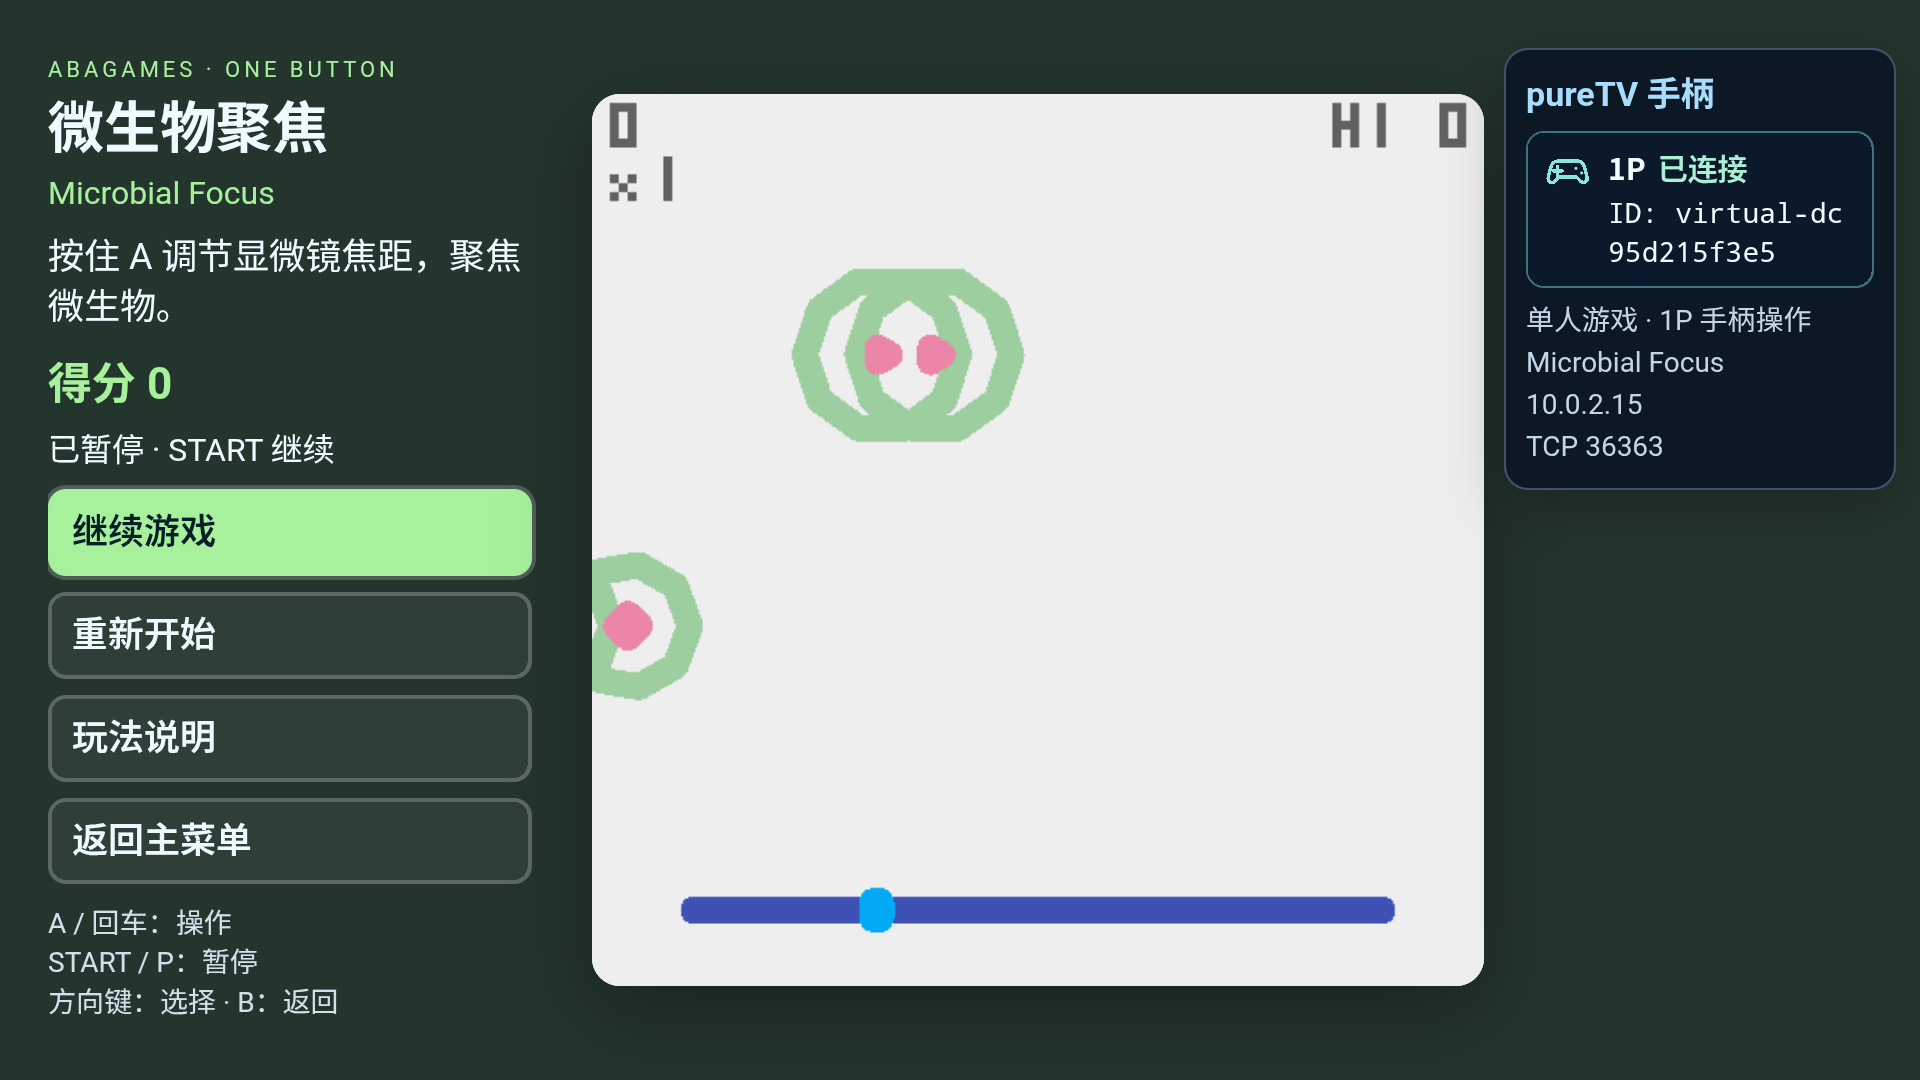 ABAGAMES · ONE BUTTON
微生物聚焦
Microbial Focus
按住 A 调节显微镜焦距，聚焦
微生物。
得分 0
已暂停 · START 继续
继续游戏
重新开始
玩法说明
返回主菜单
A / 回车：操作
START / P：暂停
方向键：选择 · B：返回
0
HI 0
x1
pureTV 手柄
1P 已连接
ID: virtual-dc
95d215f3e5
单人游戏 · 1P 手柄操作
Microbial Focus
10.0.2.15
TCP 36363